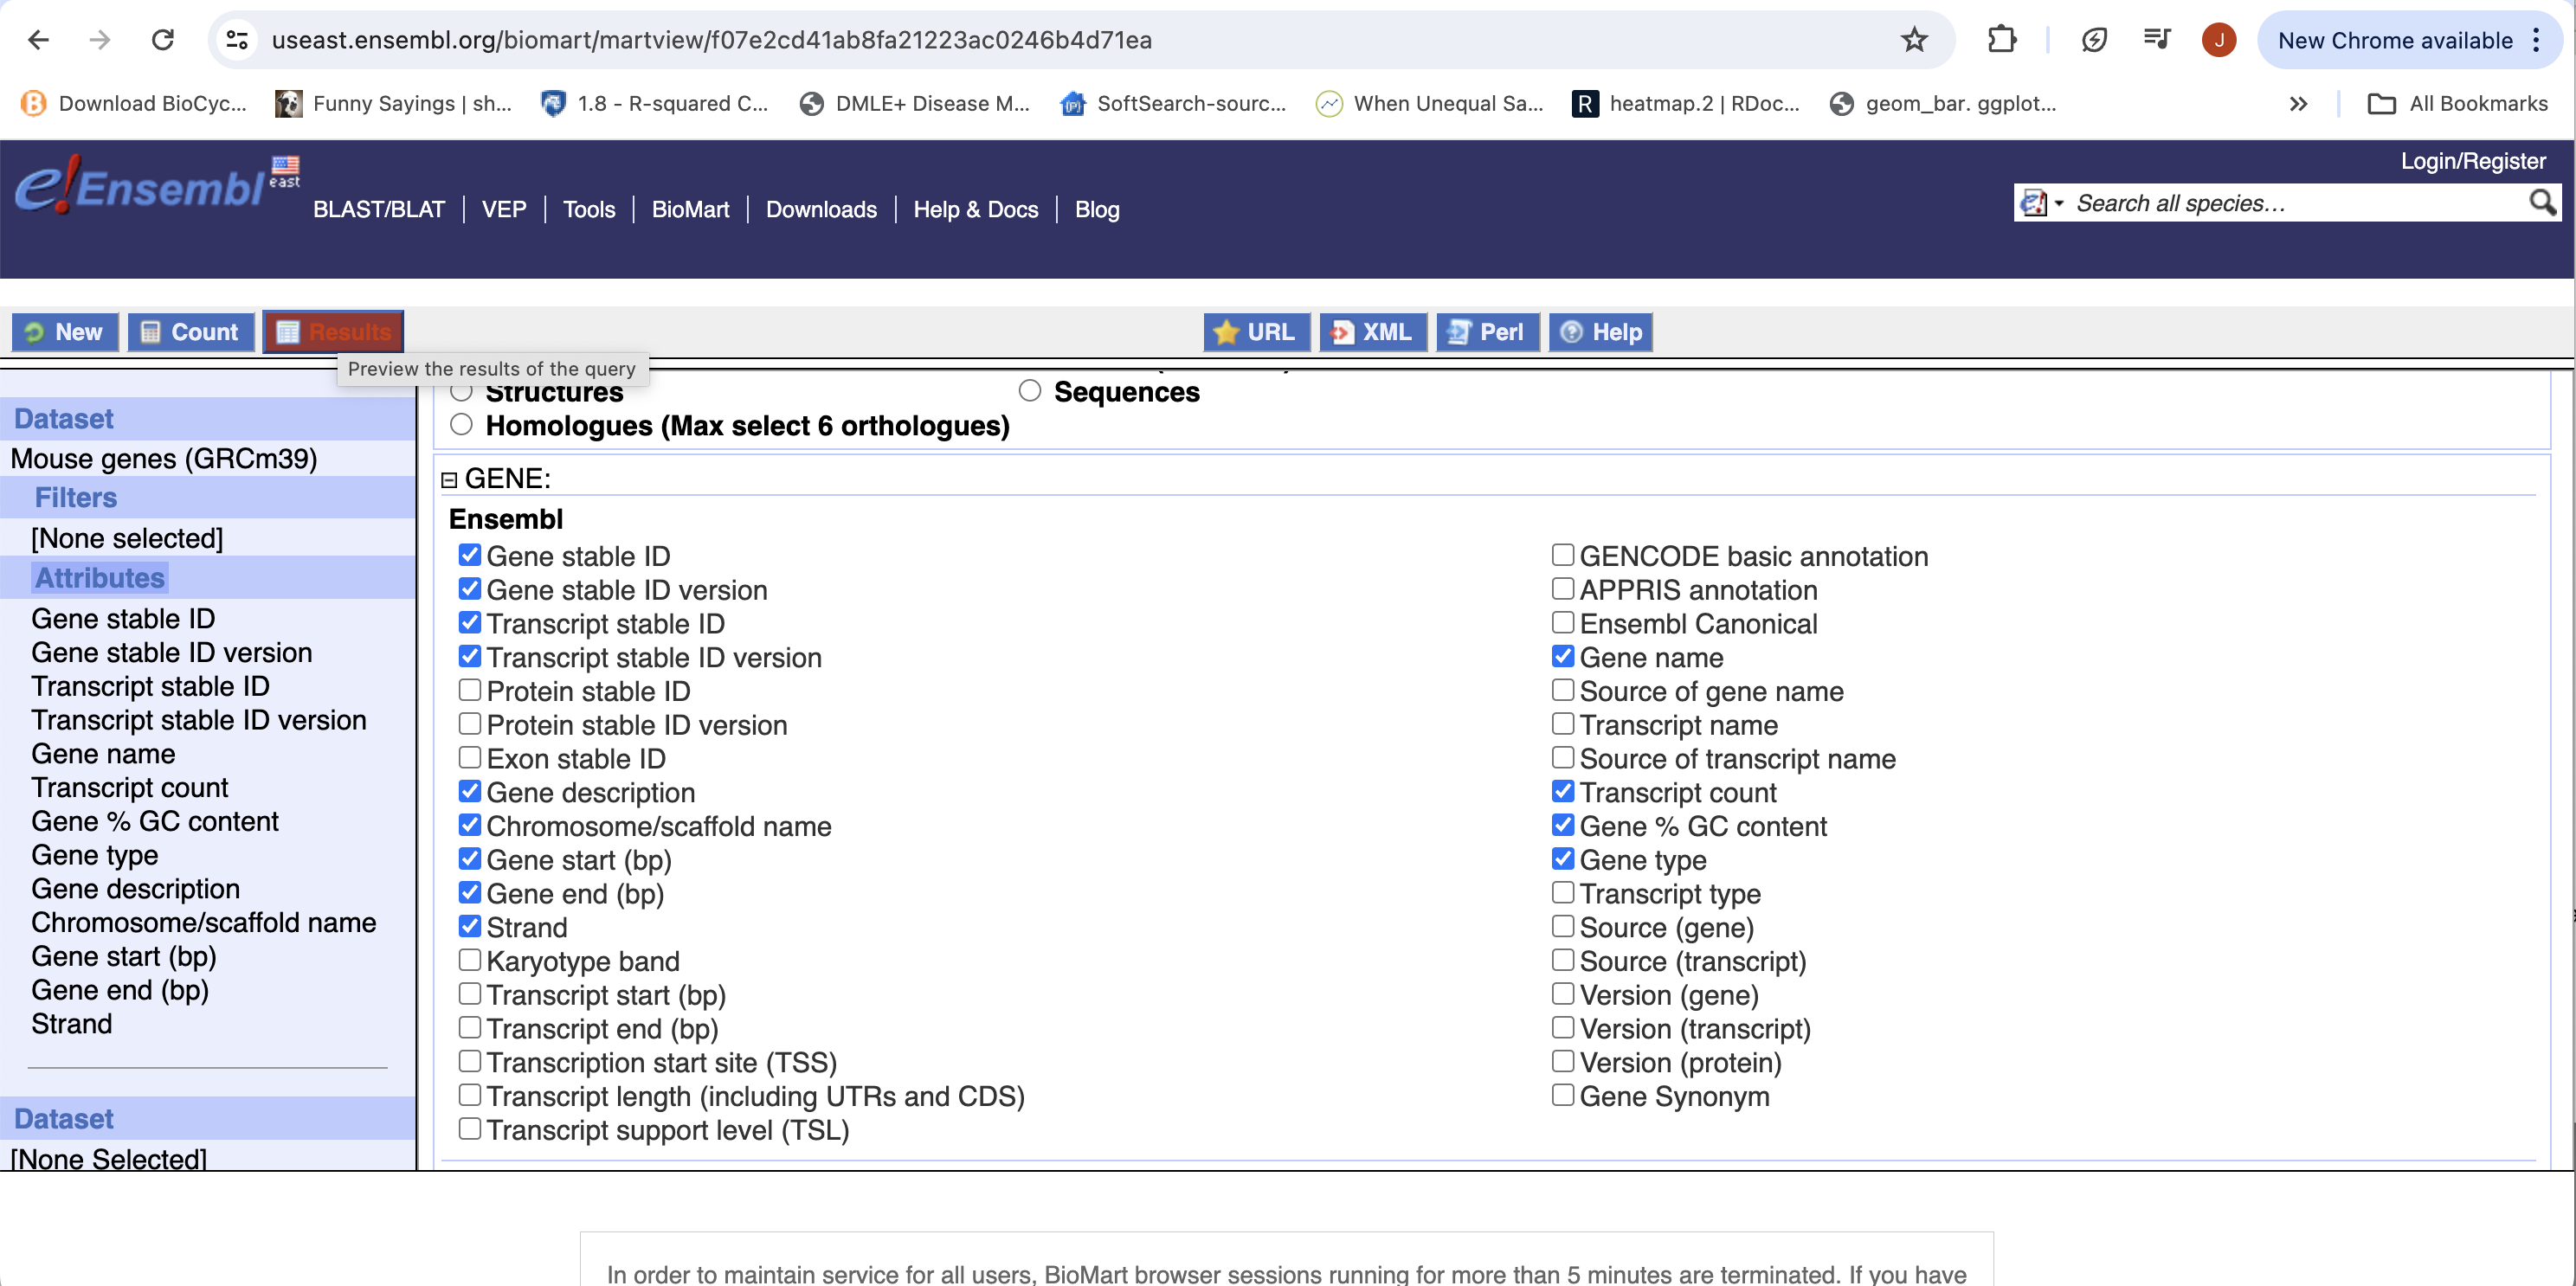 useast.ensembl.org/biomart/martview/f07e2cd41ab8fa21223ac0246b4d71ea
J
New Chrome available
Download BioCyc...
Funny Sayings | sh...
1.8 - R-squared C...
DMLE+ Disease M...
SoftSearch-sourc...
When Unequal Sa...
R heatmap.2 | RDoc...
geom_bar. ggplot...
All Bookmarks
Login/Register
e!Ensembl east
BLAST/BLAT | VEP | Tools | BioMart | Downloads | Help & Docs | Blog
Search all species...
New
Count
Results
URL
XML
Perl
Help
Preview the results of the query
Dataset
Mouse genes (GRCm39)
Filters
[None selected]
Attributes
Gene stable ID
Gene stable ID version
Transcript stable ID
Transcript stable ID version
Gene name
Transcript count
Gene % GC content
Gene type
Gene description
Chromosome/scaffold name
Gene start (bp)
Gene end (bp)
Strand
Dataset
[None Selected]
Structures
Sequences
Homologues (Max select 6 orthologues)
GENE:
Ensembl
Gene stable ID
Gene stable ID version
Transcript stable ID
Transcript stable ID version
Protein stable ID
Protein stable ID version
Exon stable ID
Gene description
Chromosome/scaffold name
Gene start (bp)
Gene end (bp)
Strand
Karyotype band
Transcript start (bp)
Transcript end (bp)
Transcription start site (TSS)
Transcript length (including UTRs and CDS)
Transcript support level (TSL)
GENCODE basic annotation
APPRIS annotation
Ensembl Canonical
Gene name
Source of gene name
Transcript name
Source of transcript name
Transcript count
Gene % GC content
Gene type
Transcript type
Source (gene)
Source (transcript)
Version (gene)
Version (transcript)
Version (protein)
Gene Synonym
In order to maintain service for all users, BioMart browser sessions running for more than 5 minutes are terminated. If you have